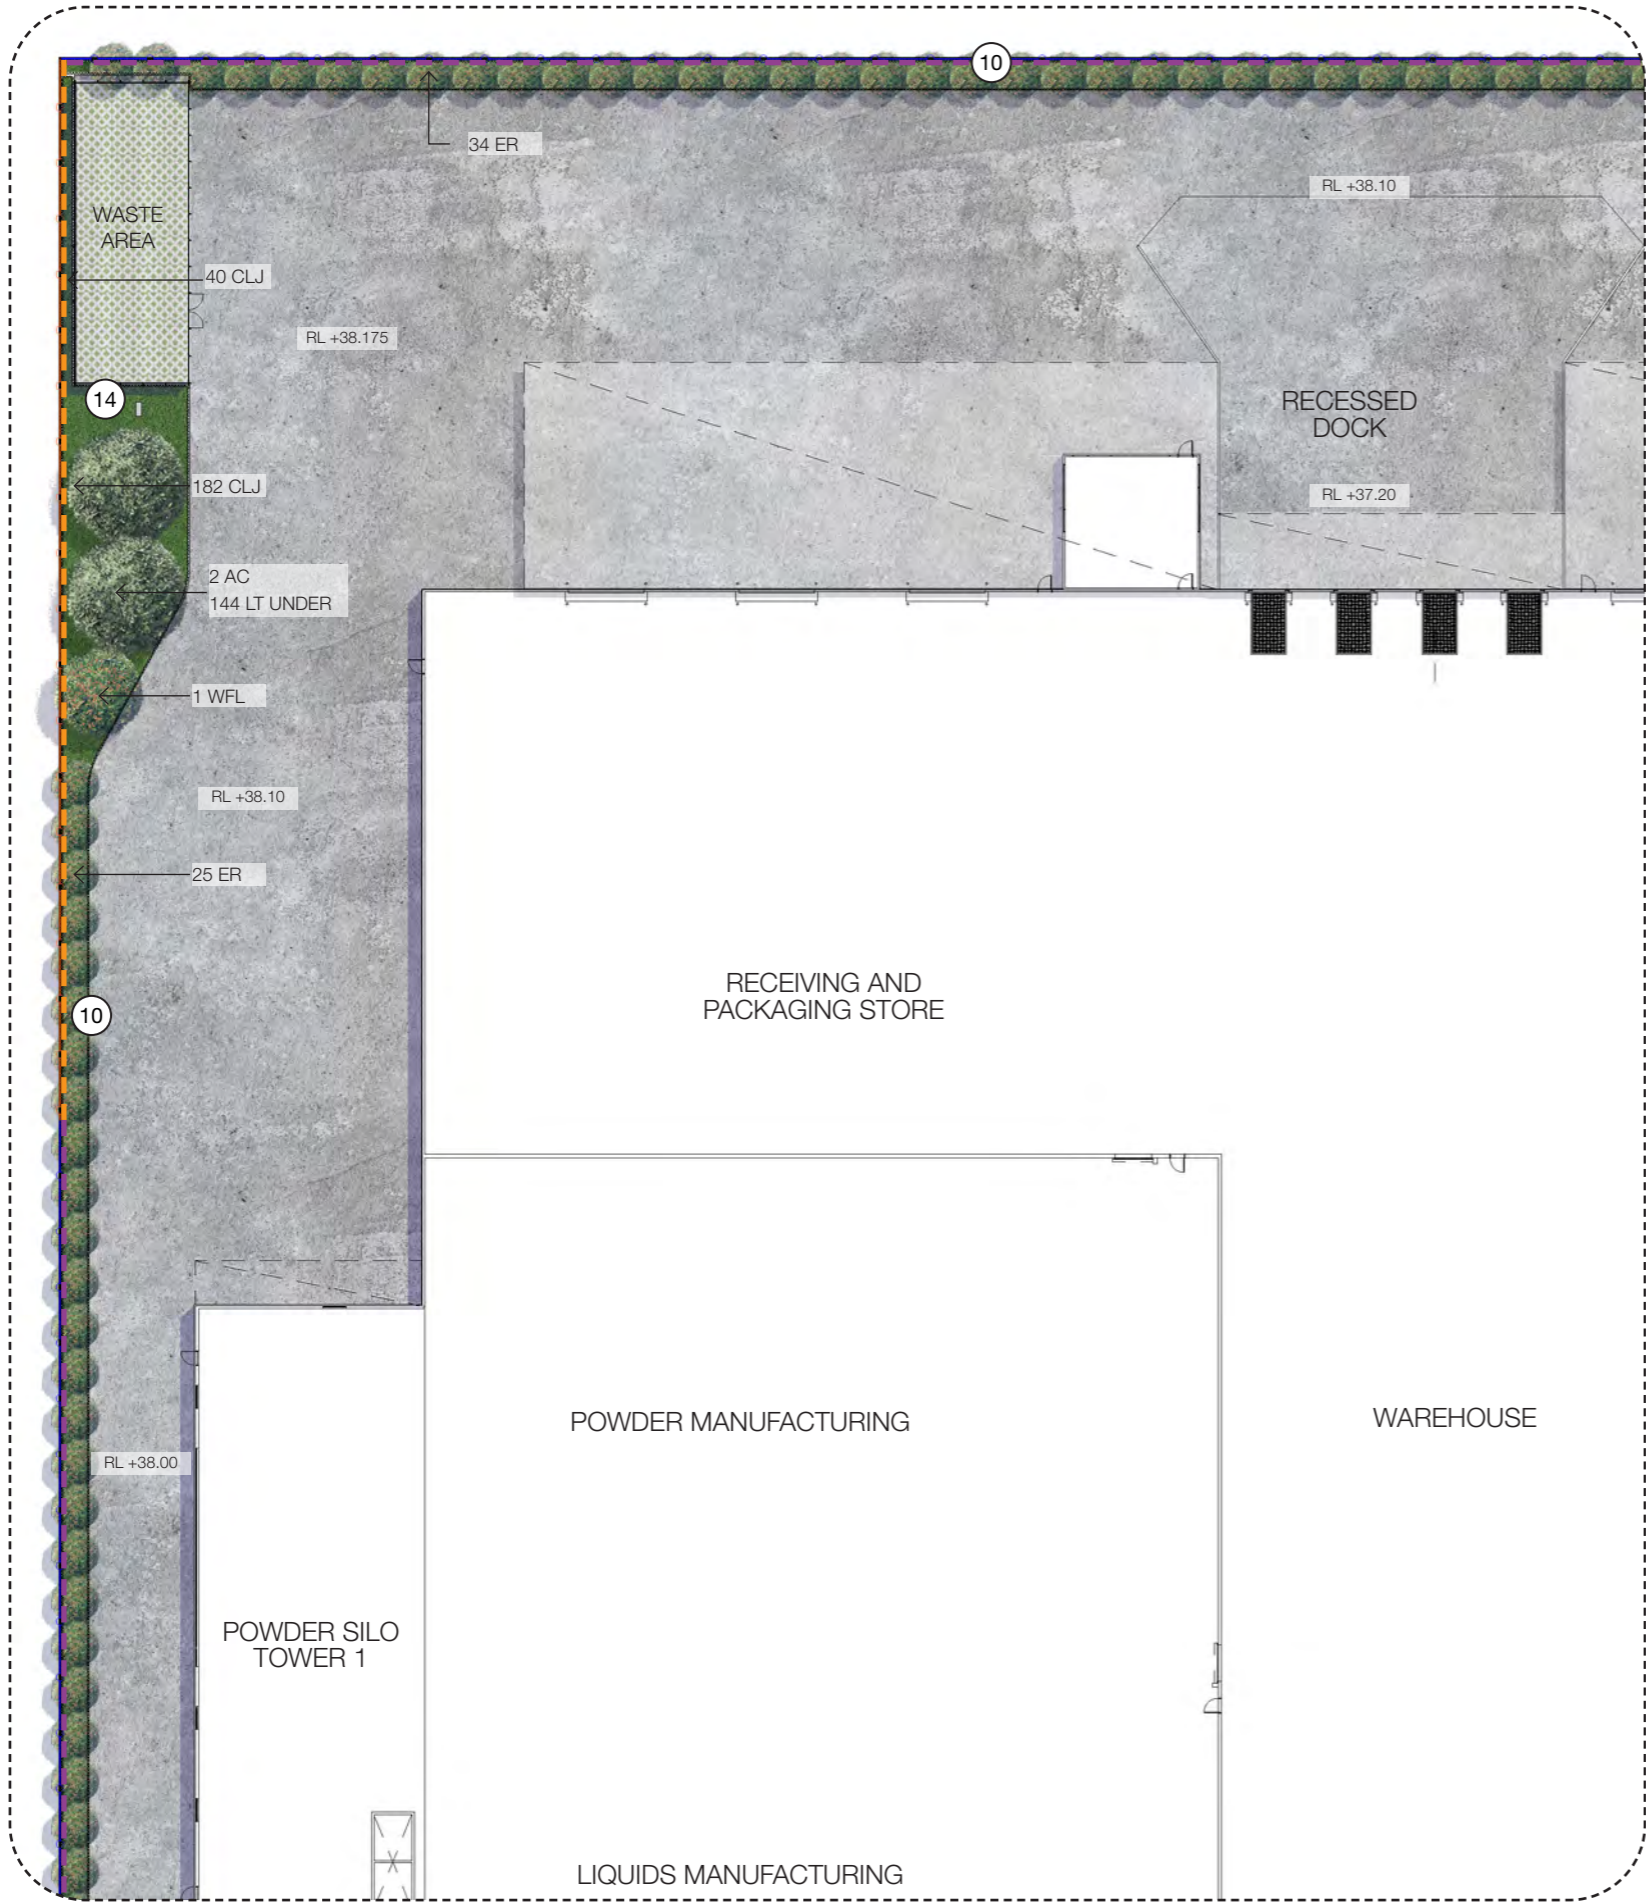 10
34 ER
RL +38.10
WASTE
AREA
40 CLJ
RL +38.175
14
RECESSED
DOCK
182 CLJ
RL +37.20
2 AC
144 LT UNDER
1 WFL
RL +38.10
25 ER
RECEIVING AND
PACKAGING STORE
10
POWDER MANUFACTURING
WAREHOUSE
RL +38.00
POWDER SILO
TOWER 1
LIQUIDS MANUFACTURING